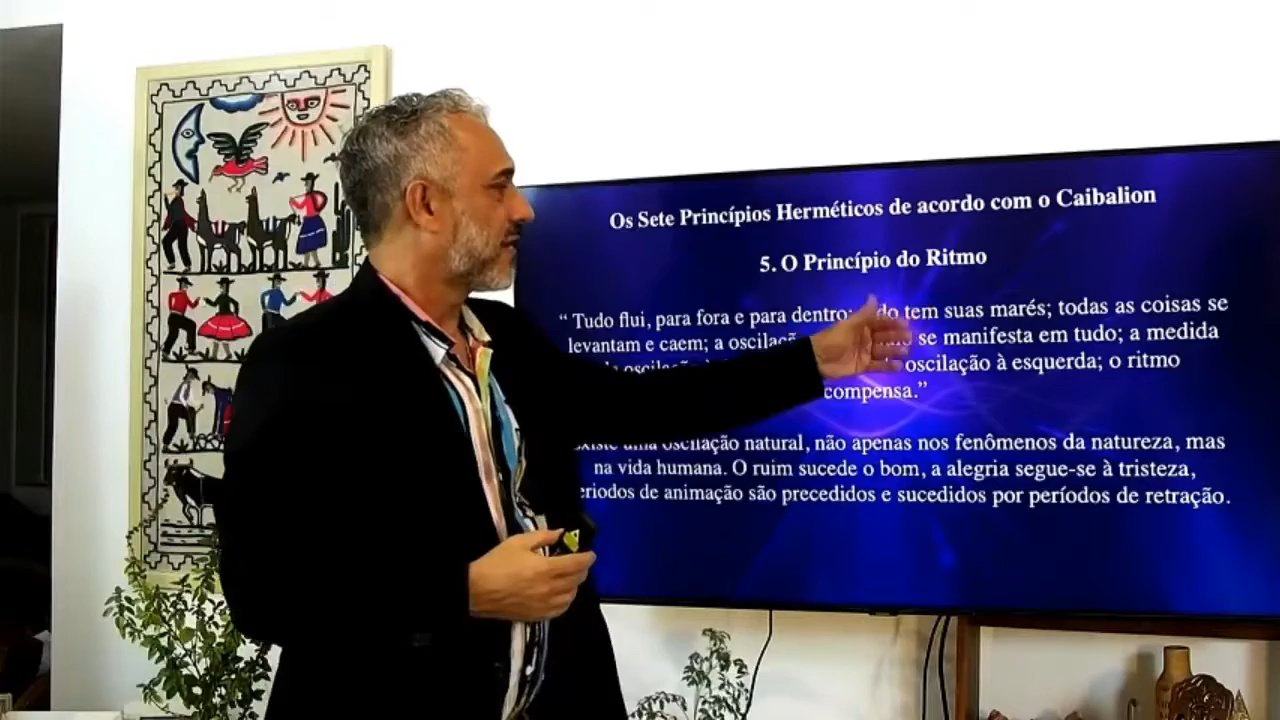 Os Sete Princípios Herméticos de acordo com o Caibalion
5. O Princípio do Ritmo
“ Tudo flui, para fora e para dentro; tem suas marés; todas as coisas se
levantam e caem; a se manifesta em tudo; a medida
oscilação à esquerda; o ritmo
compensa.”
uma oscilação natural, não apenas nos fenômenos da natureza, mas
na vida humana. O ruim sucede o bom, a alegria segue-se à tristeza,
de animação são precedidos e sucedidos por períodos de retração.